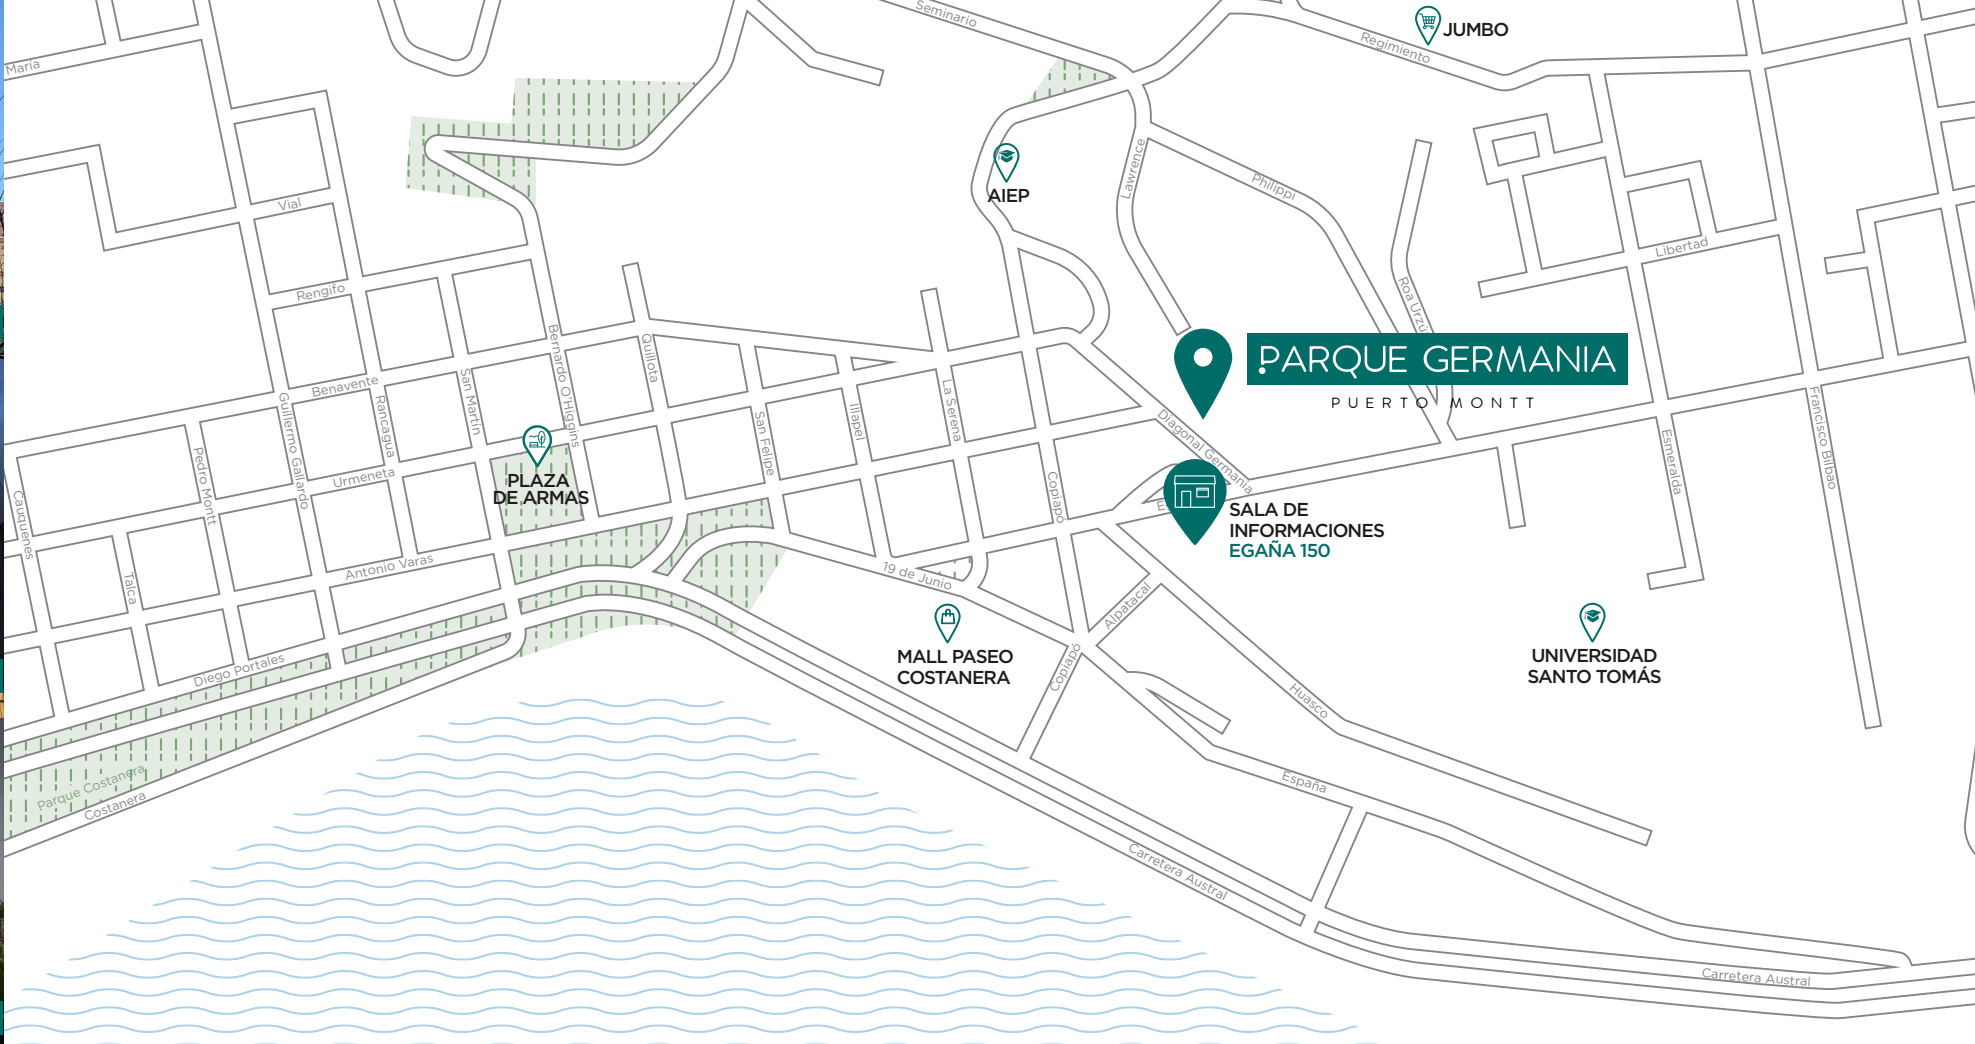 Seminario
JUMBO
Regimiento
María
AIEP
Lawrence
Philippi
Vial
Libertad
Rengifo
Roa Urzú
Bernardo O'Higgins
Quillota
PARQUE GERMANIA
PUERTO MONTT
Benavente
San Martín
Rancagua
Guillermo Gallardo
La Serena
Illapel
San Felipe
Diagonal Germania
Francisco Bilbao
Esmeralda
Pedro Montt
Urmeneta
PLAZA
DE ARMAS
Copiapó
Cauquenes
SALA DE
INFORMACIONES
EGAÑA 150
Antonio Varas
Talca
19 de Junio
Alpatacal
MALL PASEO
COSTANERA
Copiapó
UNIVERSIDAD
SANTO TOMÁS
Diego Portales
Huasco
Parque Costanera
Costanera
España
Carretera Austral
Carretera Austral